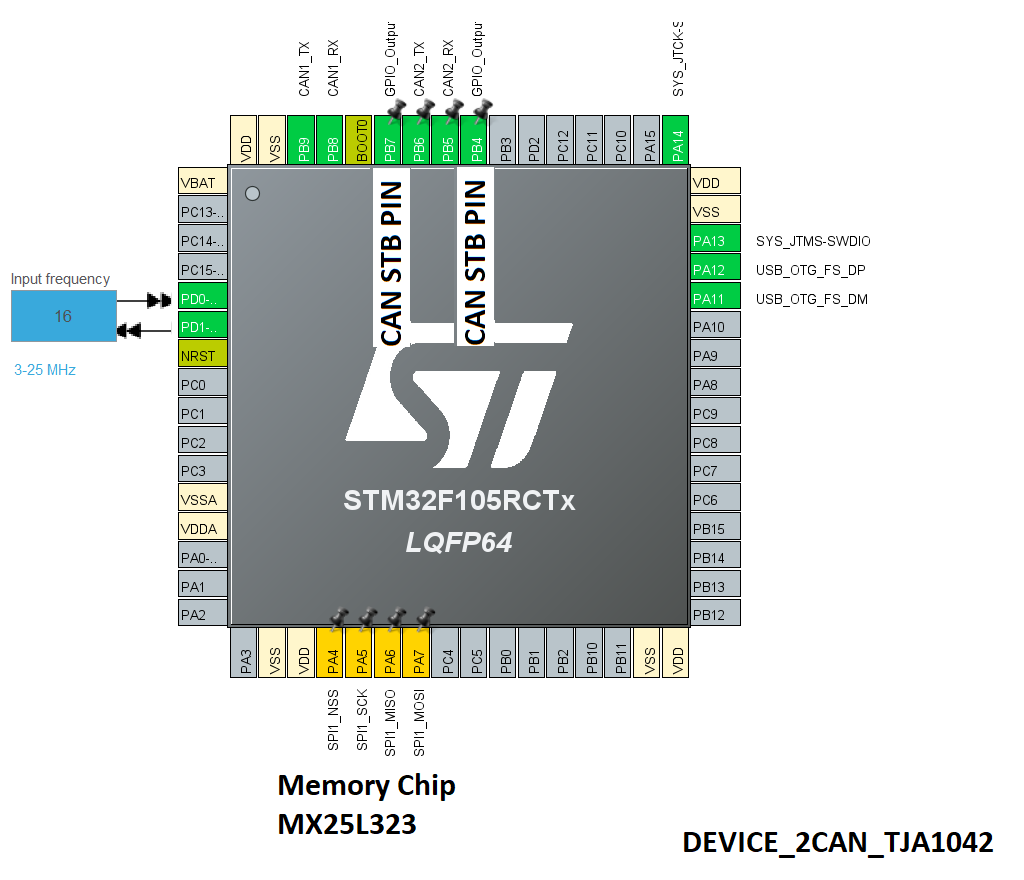 CAN1_TX
CAN1_RX
GPIO_Output
CAN2_TX
CAN2_RX
GPIO_Output
SYS_JTCK-S
VDD
VSS
PB9
PB8
BOOT0
PB7
PB6
PB5
PB4
PB3
PD2
PC12
PC11
PC10
PA15
PA14
VBAT
PC13-..
PC14-..
PC15-..
PD0-..
PD1-..
NRST
PC0
PC1
PC2
PC3
VSSA
VDDA
PA0-..
PA1
PA2
Input frequency
16
3-25 MHz
CAN STB PIN
CAN STB PIN
STM32F105RCTx
LQFP64
VDD
VSS
PA13 SYS_JTMS-SWDIO
PA12 USB_OTG_FS_DP
PA11 USB_OTG_FS_DM
PA10
PA9
PA8
PC9
PC8
PC7
PC6
PB15
PB14
PB13
PB12
PA3
VSS
VDD
PA4
PA5
PA6
PA7
PC4
PC5
PB0
PB1
PB2
PB10
PB11
VSS
VDD
SPI1_NSS
SPI1_SCK
SPI1_MISO
SPI1_MOSI
Memory Chip
MX25L323
DEVICE_2CAN_TJA1042